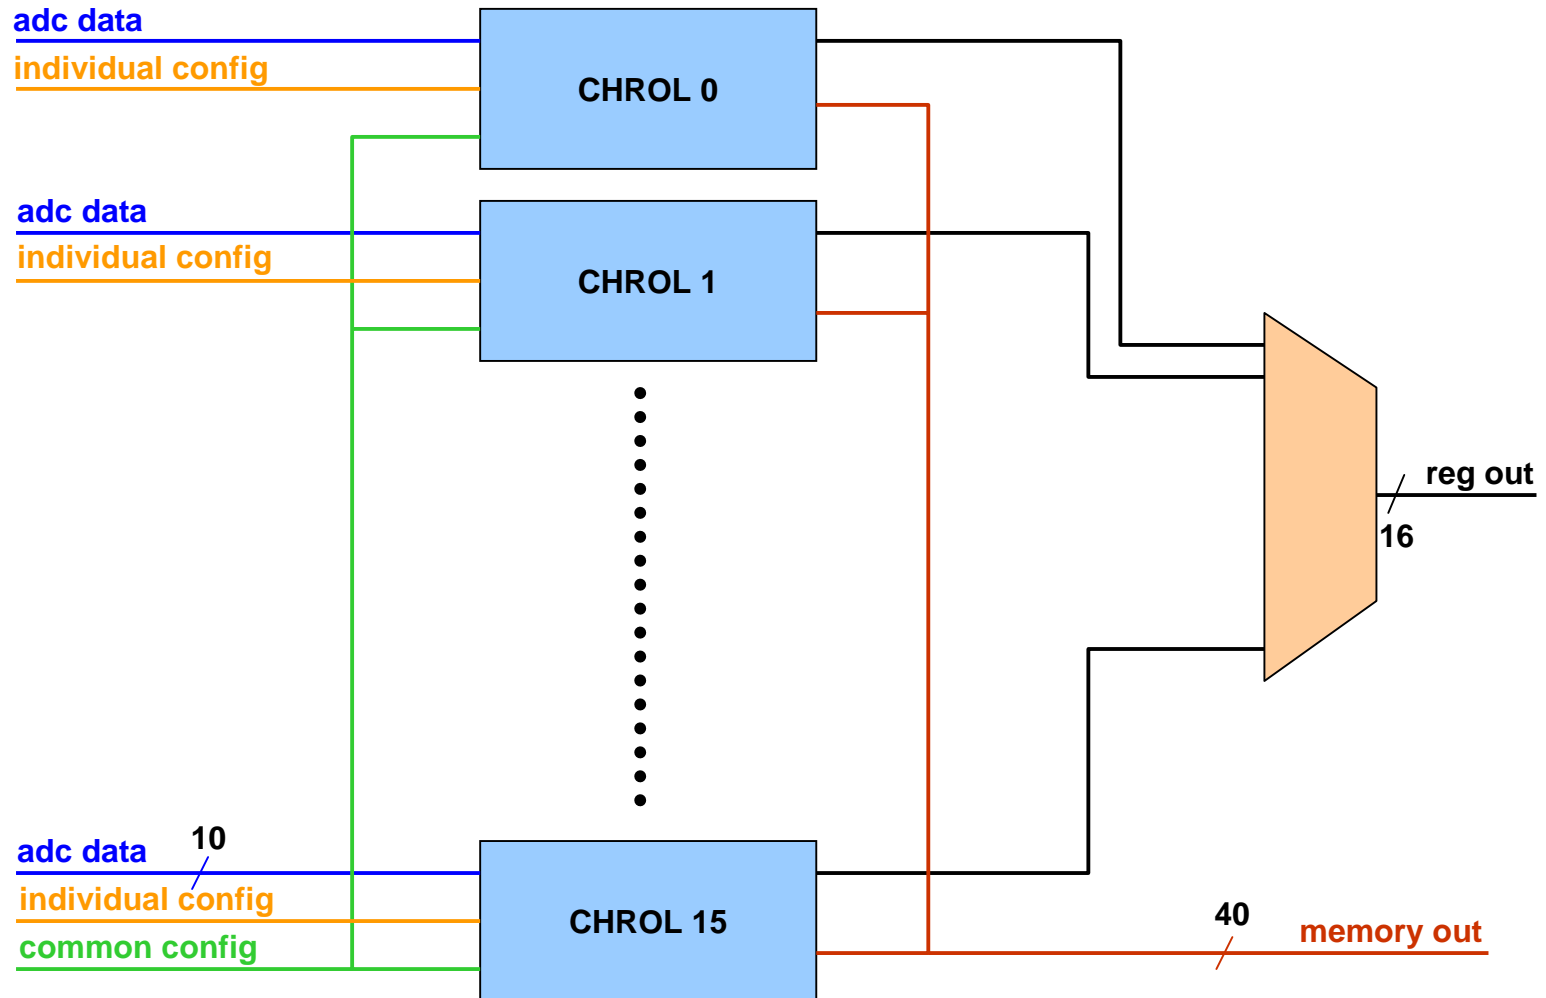 adc data
individual config
CHROL 0
adc data
individual config
CHROL 1
reg out
16
10
adc data
individual config
common config
CHROL 15
40
memory out